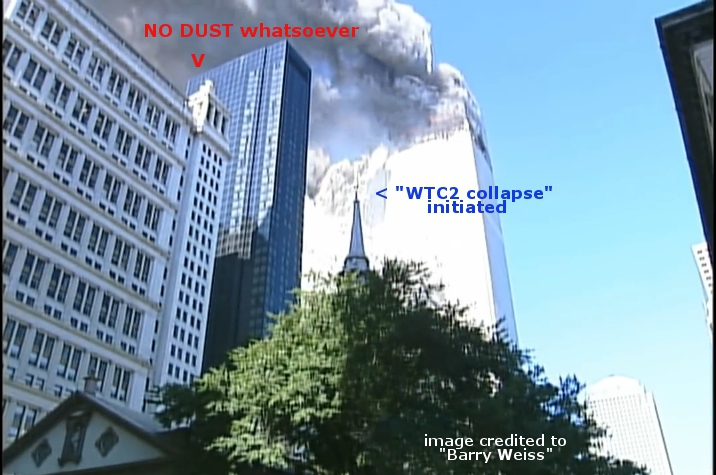 NO DUST whatsoever
V
< "WTC2 collapse"
initiated
image credited to
"Barry Weiss"